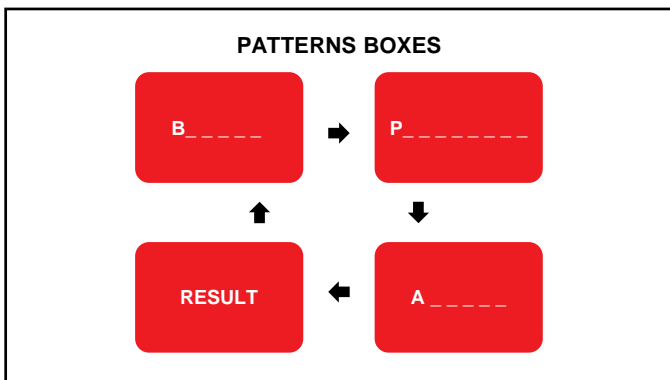 PATTERNS BOXES
B_ _ _ _ _
P_ _ _ _ _ _ _ _
RESULT
A _ _ _ _ _